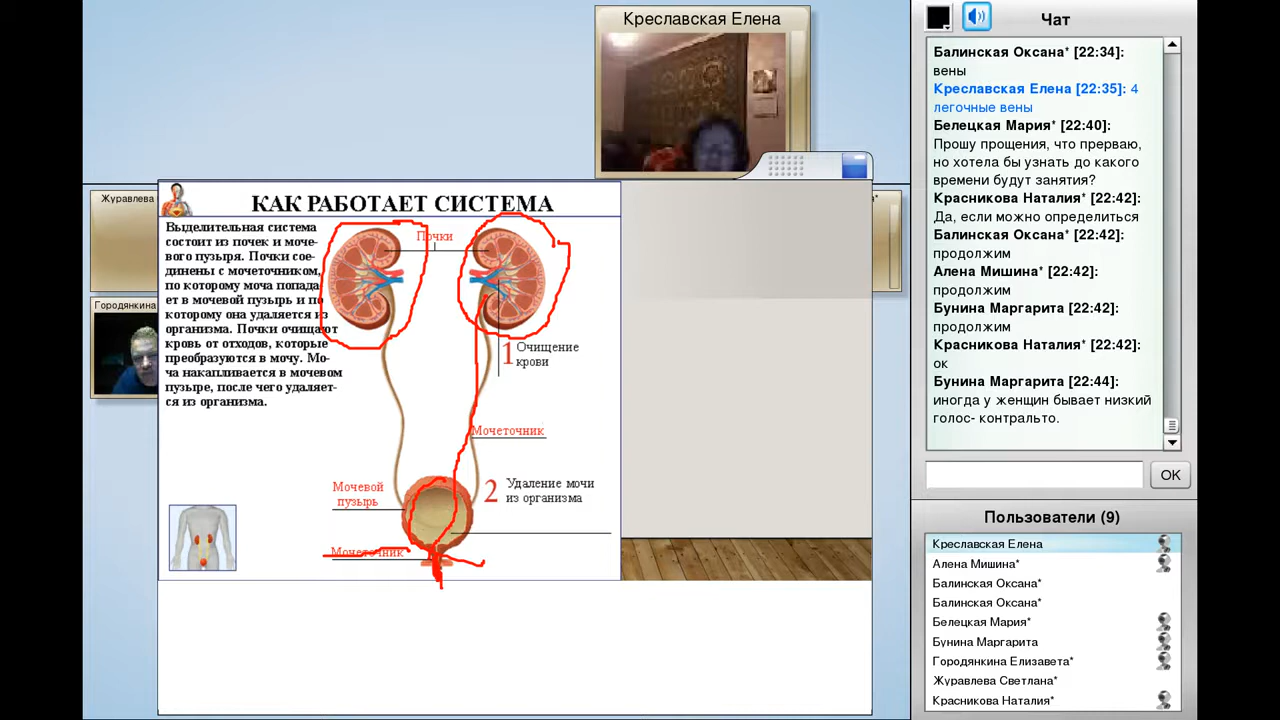 Креславская Елена
Журавлева
*
Городянкина
КАК РАБОТАЕТ СИСТЕМА
Выделительная система
состоит из почек и моче-
вого пузыря. Почки сое-
динены с мочеточником,
по которому моча попада-
ет в мочевой пузырь и по
которому она удаляется из
организма. Почки очищают
кровь от отходов, которые
преобразуются в мочу. Мо-
ча накапливается в мочевом
пузыре, после чего удаляет-
ся из организма.
Почки
1 Очищение
крови
Мочеточник
Мочевой
пузырь
2 Удаление мочи
из организма
Мочеточник
Чат
Балинская Оксана* [22:34]:
вены
Креславская Елена [22:35]: 4
легочные вены
Белецкая Мария* [22:40]:
Прошу прощения, что прерваю,
но хотела бы узнать до какого
времени будут занятия?
Красникова Наталия* [22:42]:
Да, если можно определиться
Балинская Оксана* [22:42]:
продолжим
Алена Мишина* [22:42]:
продолжим
Бунина Маргарита [22:42]:
продолжим
Красникова Наталия* [22:42]:
ок
Бунина Маргарита [22:44]:
иногда у женщин бывает низкий
голос- контральто.
OK
Пользователи (9)
Креславская Елена
Алена Мишина*
Балинская Оксана*
Балинская Оксана*
Белецкая Мария*
Бунина Маргарита
Городянкина Елизавета*
Журавлева Светлана*
Красникова Наталия*